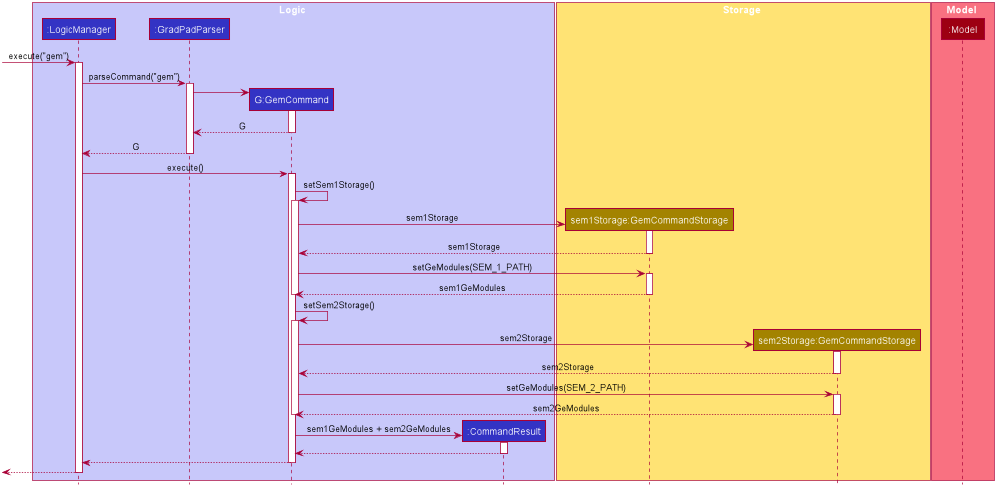 Logic
Storage
Model
:LogicManager
:GradPadParser
:Model
execute("gem")
parseCommand("gem")
G:GemCommand
G
G
execute()
setSem1Storage()
sem1Storage
sem1Storage:GemCommandStorage
sem1Storage
setGeModules(SEM_1_PATH)
sem1GeModules
setSem2Storage()
sem2Storage
sem2Storage:GemCommandStorage
sem2Storage
setGeModules(SEM_2_PATH)
sem2GeModules
sem1GeModules + sem2GeModules
:CommandResult